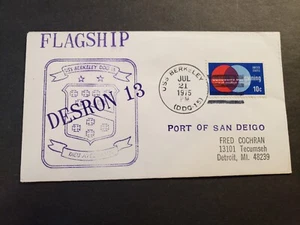 FLAGSHIP
USS BERKELEY DDG 15
DESRON 13
USS BERKELEY
JUL
21
1975
PM
(DDG-15)
10c
PORT OF SAN DEIGO
FRED COCHRAN
13101 Tecumseh
Detroit, MI. 48239